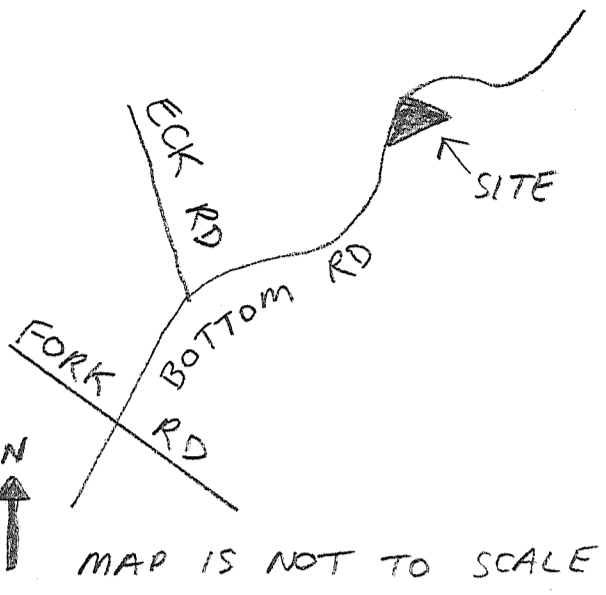 ECK RD
SITE
BOTTOM RD
FORK RD
N
MAP IS NOT TO SCALE